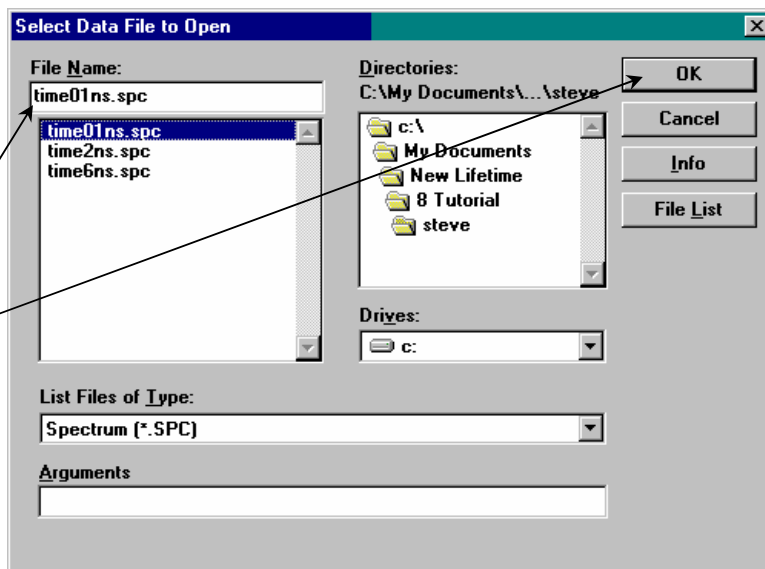 Select Data File to Open
File Name:
time01ns.spc
time01ns.spc
time2ns.spc
time6ns.spc
Directories:
C:\My Documents\...\steve
c:\
My Documents
New Lifetime
8 Tutorial
steve
Drives:
c:
OK
Cancel
Info
File List
List Files of Type:
Spectrum (*.SPC)
Arguments